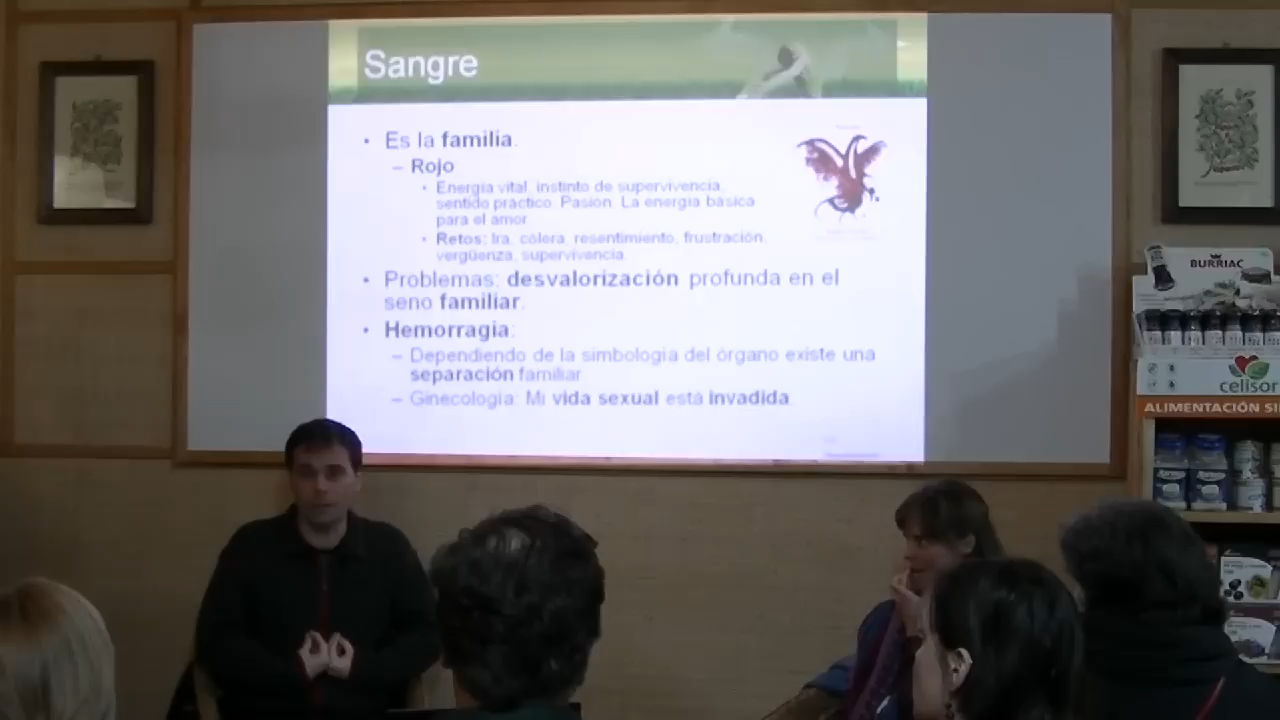 Sangre
• Es la familia.
– Rojo
• Energía vital, instinto de supervivencia,
sentido práctico. Pasión. La energía básica
para el amor.
• Retos: Ira, cólera, resentimiento, frustración,
vergüenza, supervivencia.
• Problemas: desvalorización profunda en el
seno familiar.
• Hemorragia:
– Dependiendo de la simbología del órgano existe una
separación familiar
– Ginecología: Mi vida sexual está invadida.
BURRIAC
celisor
ALIMENTACIÓN SI